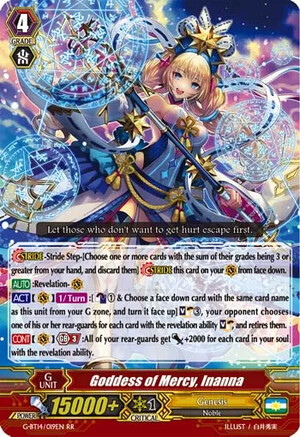 4
GRADE
Let those who don't want to get hurt escape first.
STRIDE -Stride Step-[Choose one or more cards with the sum of their grades being 3 or
greater from your hand, and discard them] STRIDE this card on your from face down.
AUTO :Revelation-
ACT 1/Turn :[ 1 & Choose a face down card with the same card name
as this unit from your G zone, and turn it face up] 3, your opponent chooses
one of his or her rear-guards for each card with the revelation ability and retires them.
CONT GB 3 :All of your rear-guards get +2000 for each card in your soul
with the revelation ability.
G
UNIT
Goddess of Mercy, Inanna
POWER
15000+
1
CRITICAL
Genesis
Noble
G-BT14/019EN RR
ILLUST / 白井秀実